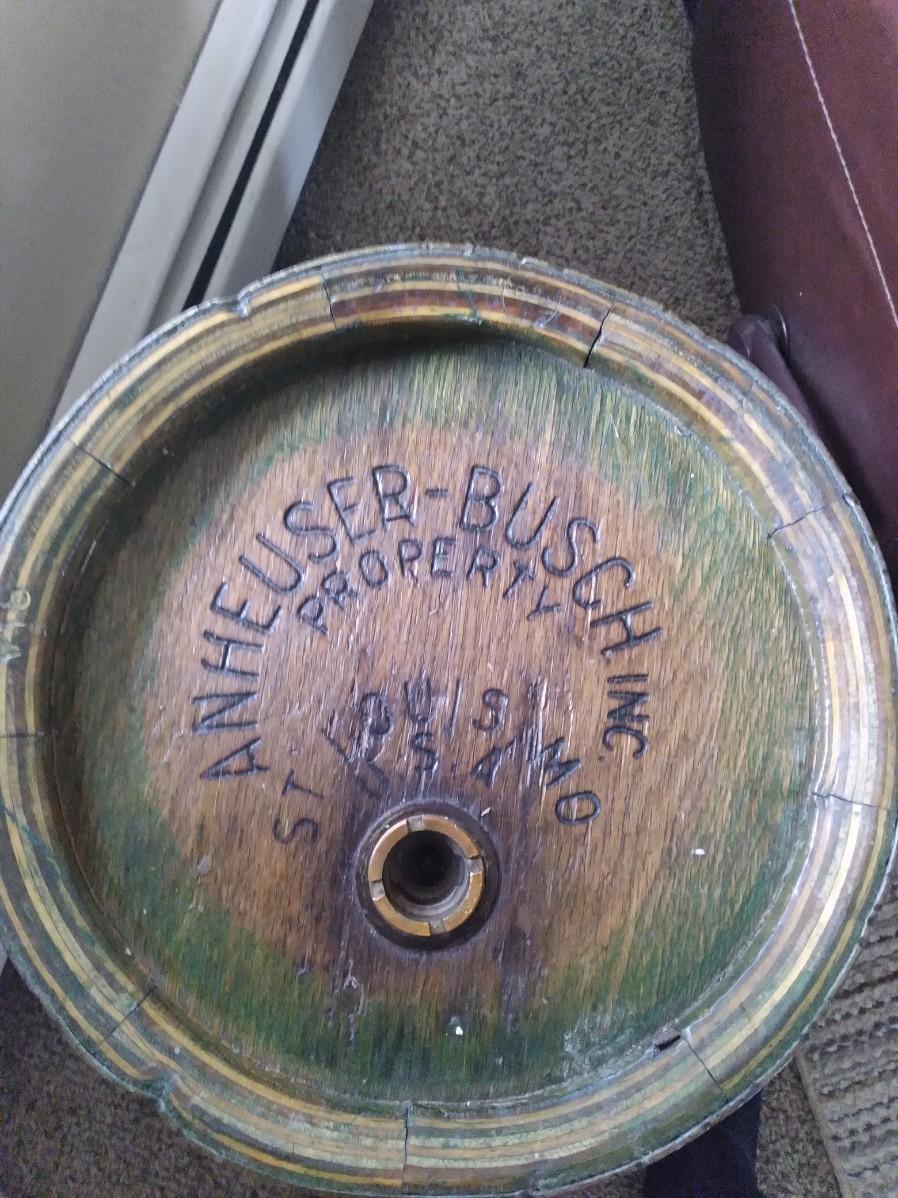 ANHEUSER-BUSCH INC.
PROPERTY
ST LOUIS, MO
U.S.A.